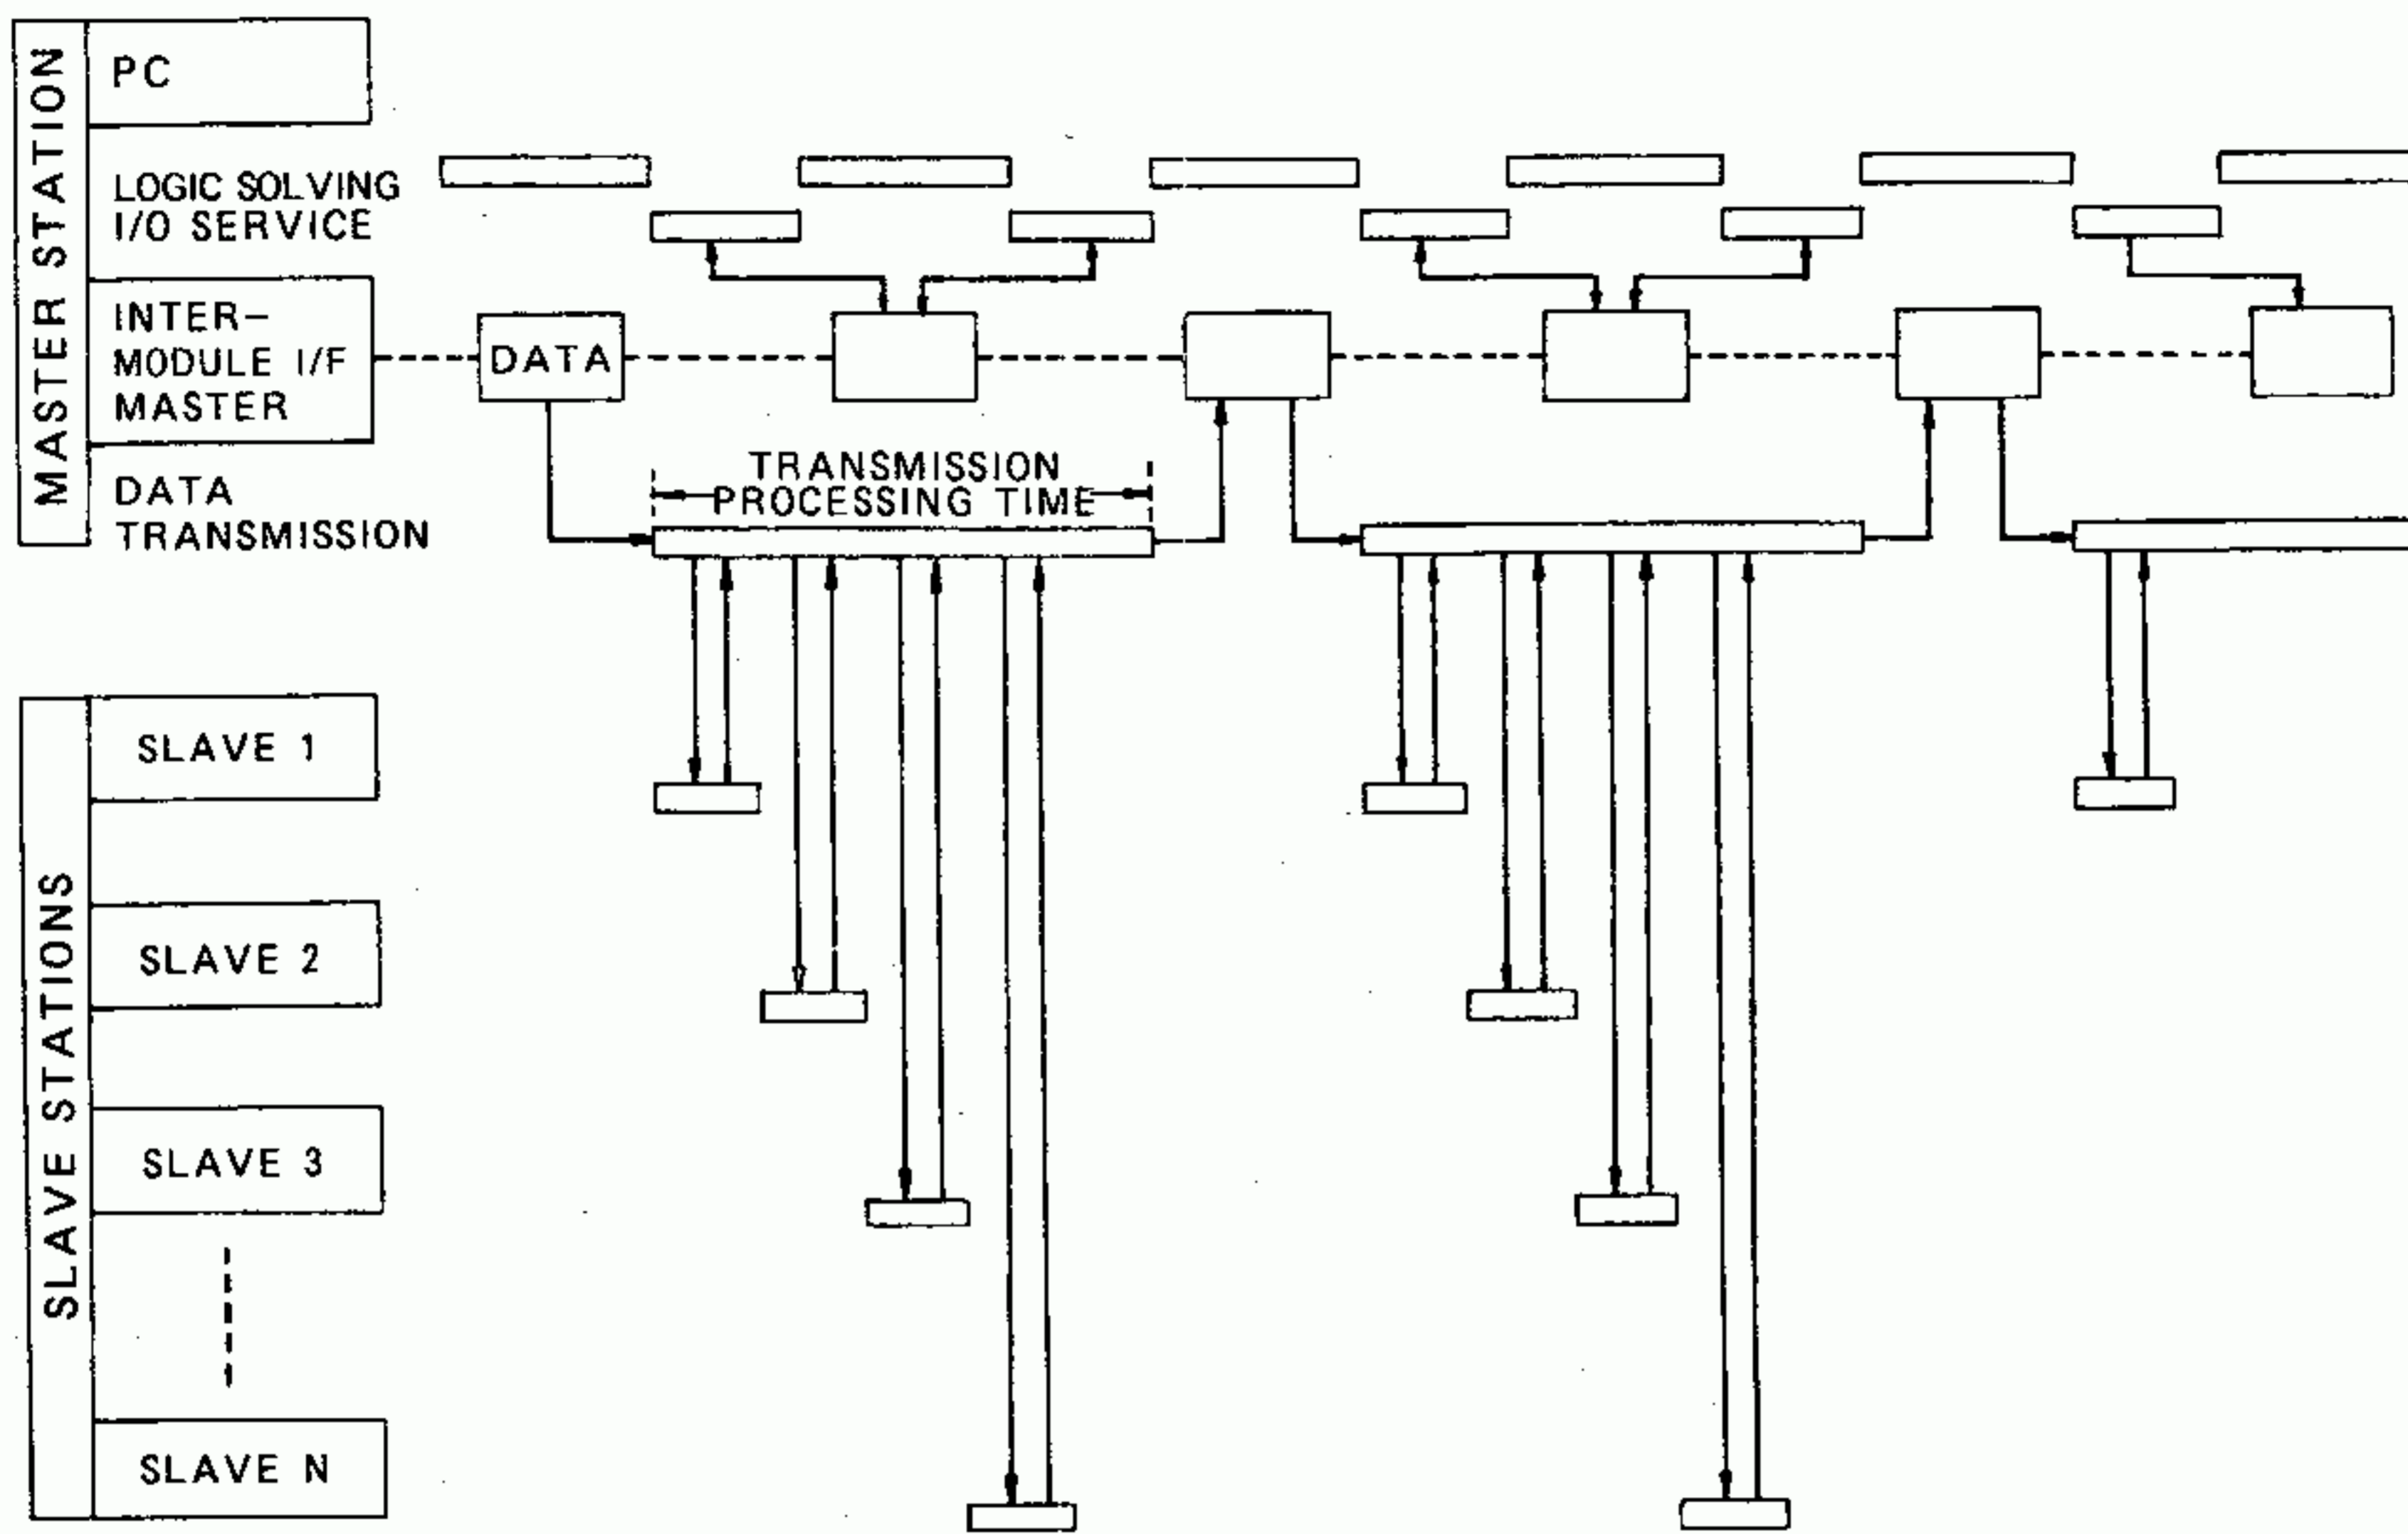 MASTER STATION
PC
LOGIC SOLVING
I/O SERVICE
INTER-
MODULE I/F
MASTER
DATA
TRANSMISSION
DATA
TRANSMISSION
PROCESSING TIME
SLAVE STATIONS
SLAVE 1
SLAVE 2
SLAVE 3
SLAVE N